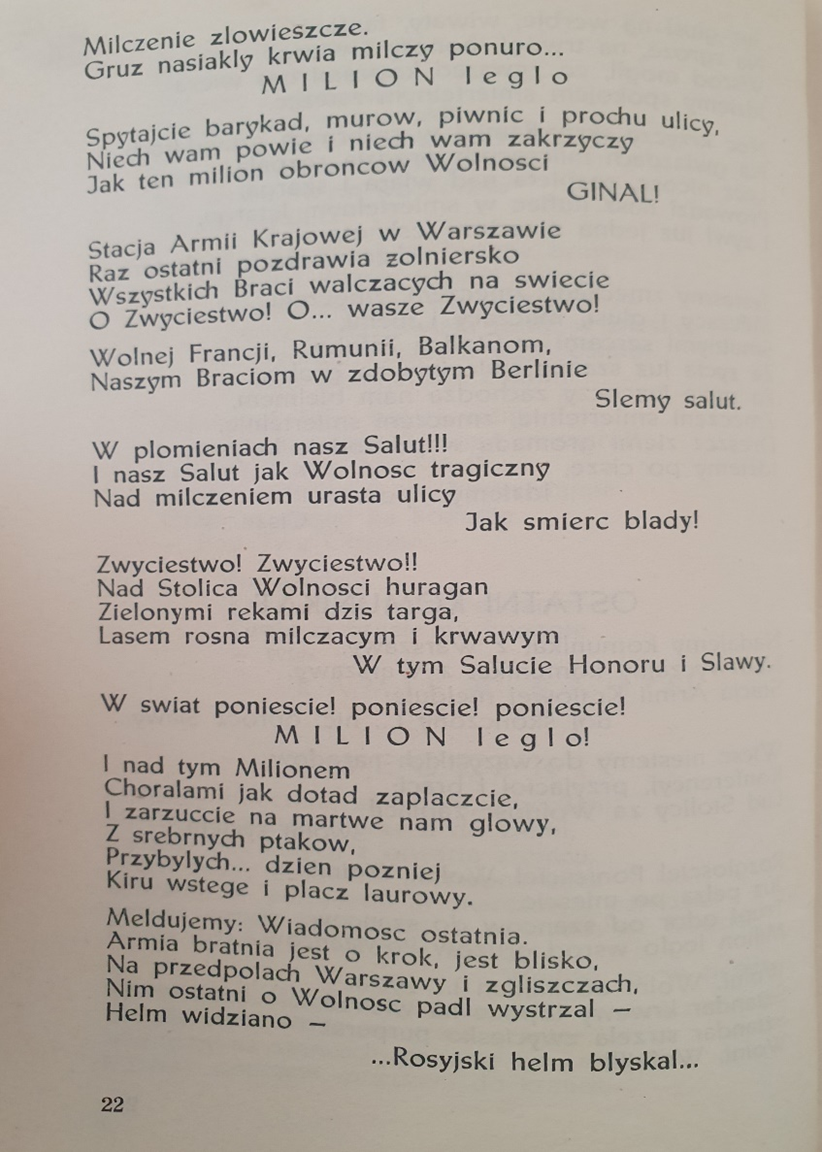 Milczenie zlowieszcze.
Gruz nasiakly krwia milczy ponuro...
M I L I O N l e g l o
Spytajcie barykad, murow, piwnic i prochu ulicy,
Niech wam powie i niech wam zakrzyczy
Jak ten milion obroncow Wolnosci
GINAL!
Stacja Armii Krajowej w Warszawie
Raz ostatni pozdrawia zolniersko
Wszystkich Braci walczacych na swiecie
O Zwyciestwo! O... wasze Zwyciestwo!
Wolnej Francji, Rumunii, Balkanom,
Naszym Braciom w zdobytym Berlinie
Slemy salut.
W plomieniach nasz Salut!!!
I nasz Salut jak Wolnosc tragiczny
Nad milczeniem urasta ulicy
Jak smierc blady!
Zwyciestwo! Zwyciestwo!!
Nad Stolica Wolnosci huragan
Zielonymi rekami dzis targa,
Lasem rosna milczacym i krwawym
W tym Salucie Honoru i Slawy.
W swiat poniescie! poniescie! poniescie!
M I L I O N l e g l o!
I nad tym Milionem
Choralami jak dotad zaplaczcie,
I zarzuccie na martwe nam glowy,
Z srebrnych ptakow,
Przybylych... dzien pozniej
Kiru wstege i placz laurowy.
Meldujemy: Wiadomosc ostatnia.
Armia bratnia jest o krok, jest blisko,
Na przedpolach Warszawy i zgliszczach,
Nim ostatni o Wolnosc padl wystrzal —
Helm widziano —
...Rosyjski helm blyskal...
22